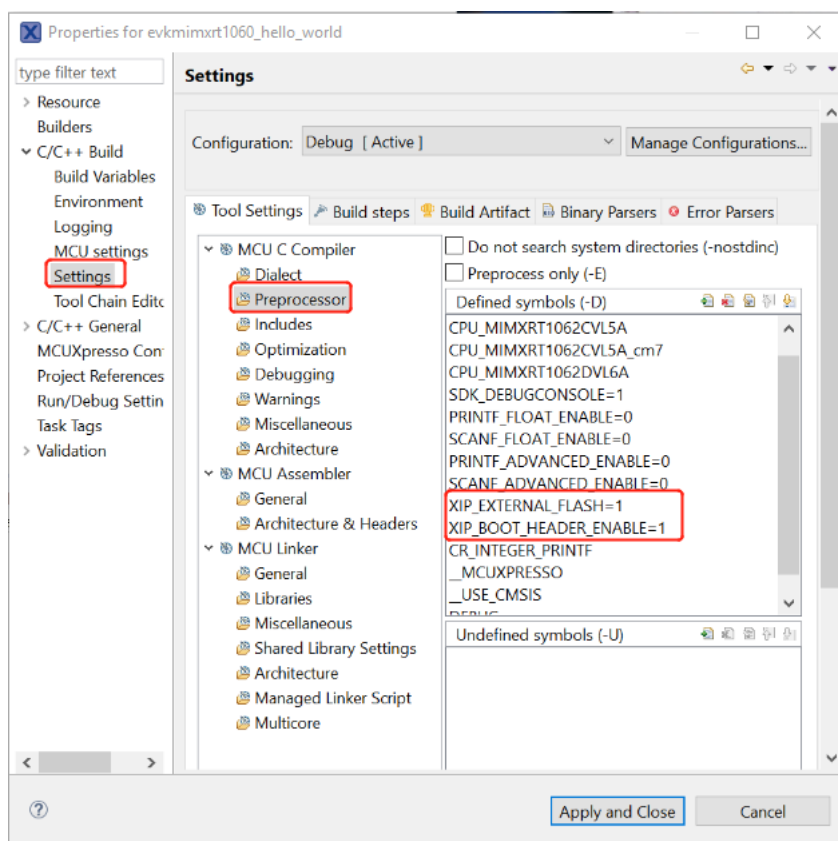 Properties for evkmimxrt1060_hello_world
type filter text
Settings
Resource
Builders
C/C++ Build
Build Variables
Environment
Logging
MCU settings
Settings
Tool Chain Edito
C/C++ General
MCUXpresso Con
Project References
Run/Debug Settin
Task Tags
Validation
Configuration:
Debug [ Active ]
Manage Configurations...
Tool Settings
Build steps
Build Artifact
Binary Parsers
Error Parsers
MCU C Compiler
Dialect
Preprocessor
Includes
Optimization
Debugging
Warnings
Miscellaneous
Architecture
MCU Assembler
General
Architecture & Headers
MCU Linker
General
Libraries
Miscellaneous
Shared Library Settings
Architecture
Managed Linker Script
Multicore
Do not search system directories (-nostdinc)
Preprocess only (-E)
Defined symbols (-D)
CPU_MIMXRT1062CVL5A
CPU_MIMXRT1062CVL5A_cm7
CPU_MIMXRT1062DVL6A
SDK_DEBUGCONSOLE=1
PRINTF_FLOAT_ENABLE=0
SCANF_FLOAT_ENABLE=0
PRINTF_ADVANCED_ENABLE=0
SCANF_ADVANCED_ENABLE=0
XIP_EXTERNAL_FLASH=1
XIP_BOOT_HEADER_ENABLE=1
CR_INTEGER_PRINTF
__MCUXPRESSO
__USE_CMSIS
DEBUG
Undefined symbols (-U)
Apply and Close
Cancel